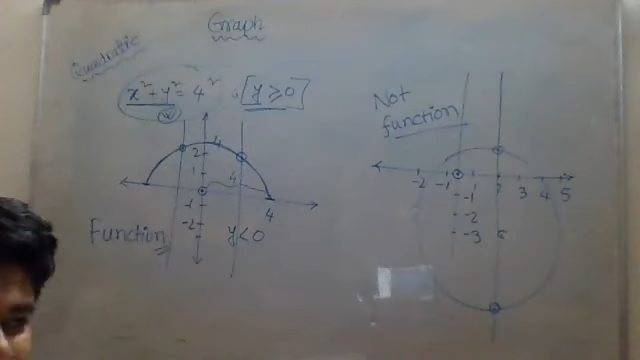 Graph
Quadratic
x² + y² = 4², [y ≥ 0]
4
2
1
4
-1
4
-2
Function
y < 0
Not
function
-2 -1 2 3 4 5
-1
-2
-3